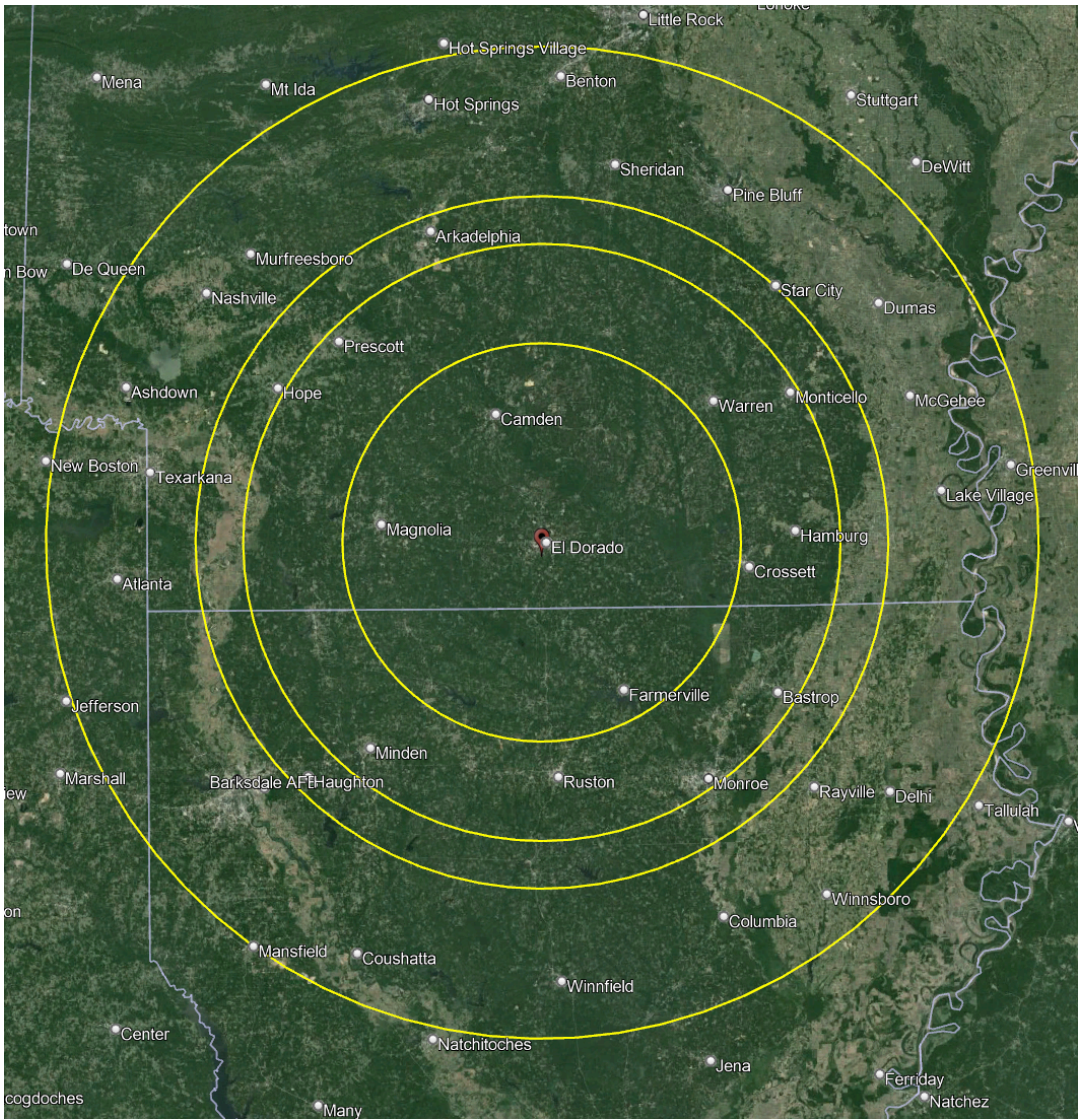 Lonoke
Little Rock
Hot Springs Village
Benton
Mena
Mt Ida
Hot Springs
Stuttgart
Sheridan
DeWitt
Pine Bluff
town
Arkadelphia
Murfreesboro
n Bow
De Queen
Nashville
Star City
Dumas
Prescott
Ashdown
Hope
Monticello
Warren
McGehee
Camden
New Boston
Texarkana
Greenvill
Lake Village
Magnolia
Hamburg
El Dorado
Crossett
Atlanta
Farmerville
Bastrop
Jefferson
Minden
Marshall
Barksdale AFB
Haughton
Ruston
Monroe
iew
Rayville
Delhi
Tallulah
V
Winnsboro
on
Columbia
Mansfield
Coushatta
Winnfield
Center
Natchitoches
Jena
Ferriday
cogdoches
Many
Natchez